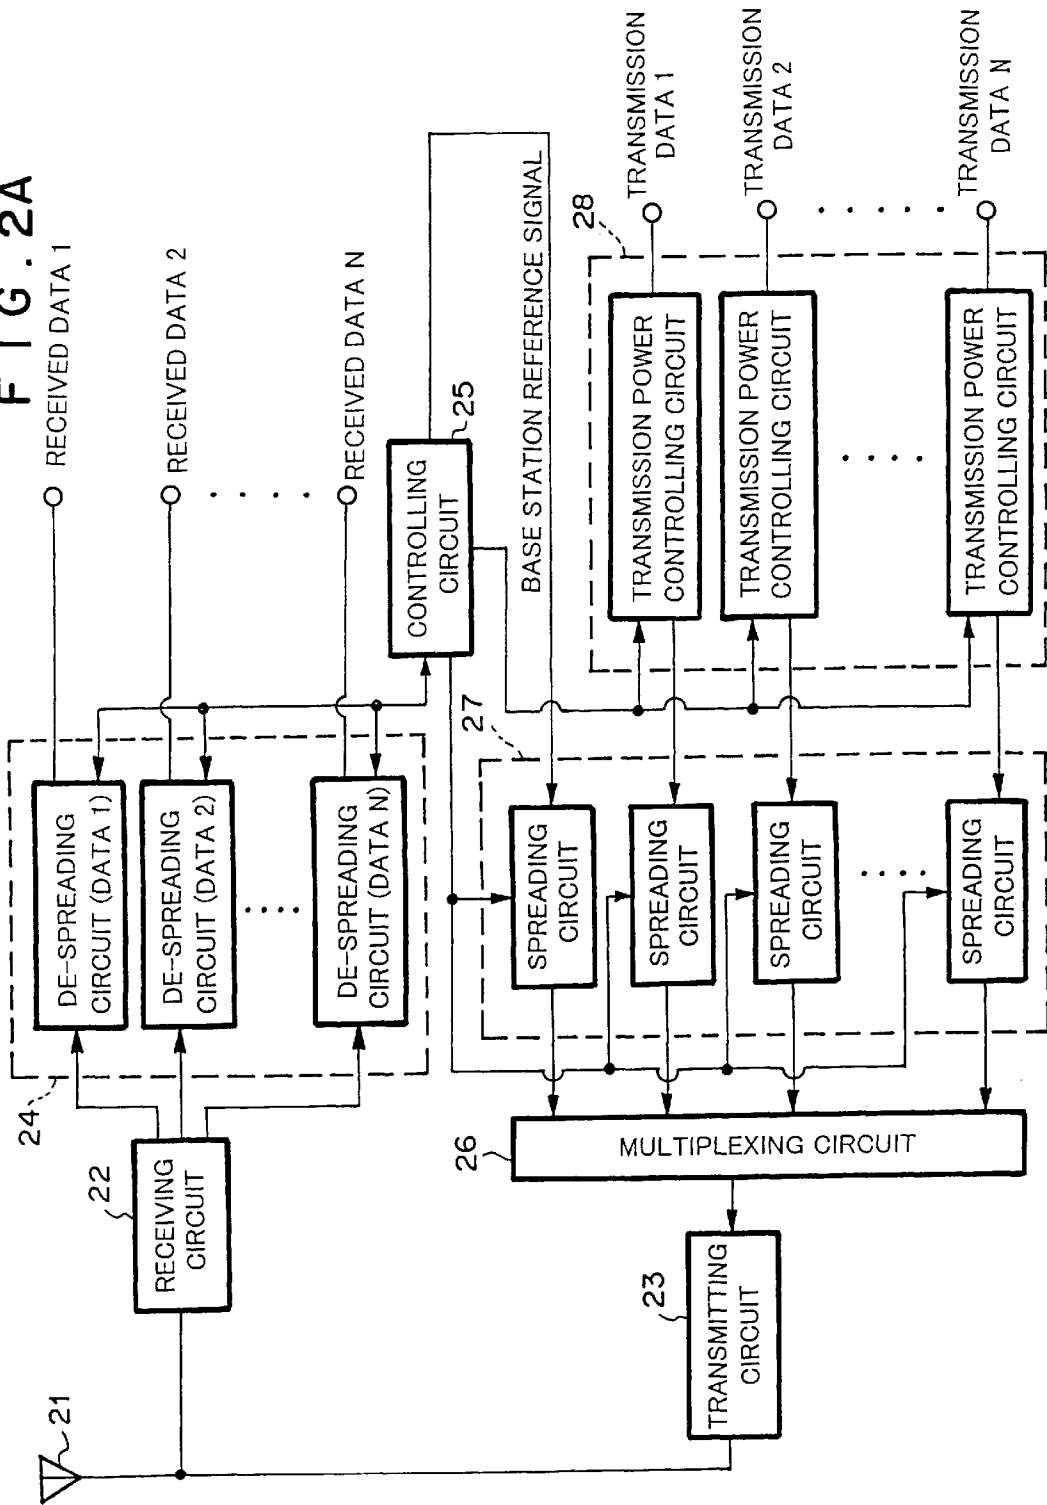 FIG. 2A
21
22
RECEIVING
CIRCUIT
24
DE-SPREADING
CIRCUIT (DATA 1)
DE-SPREADING
CIRCUIT (DATA 2)
DE-SPREADING
CIRCUIT (DATA N)
RECEIVED DATA 1
RECEIVED DATA 2
RECEIVED DATA N
CONTROLLING
CIRCUIT
25
BASE STATION REFERENCE SIGNAL
23
TRANSMITTING
CIRCUIT
26
MULTIPLEXING CIRCUIT
27
SPREADING
CIRCUIT
SPREADING
CIRCUIT
SPREADING
CIRCUIT
SPREADING
CIRCUIT
28
TRANSMISSION POWER
CONTROLLING CIRCUIT
TRANSMISSION POWER
CONTROLLING CIRCUIT
TRANSMISSION POWER
CONTROLLING CIRCUIT
TRANSMISSION
DATA 1
TRANSMISSION
DATA 2
TRANSMISSION
DATA N